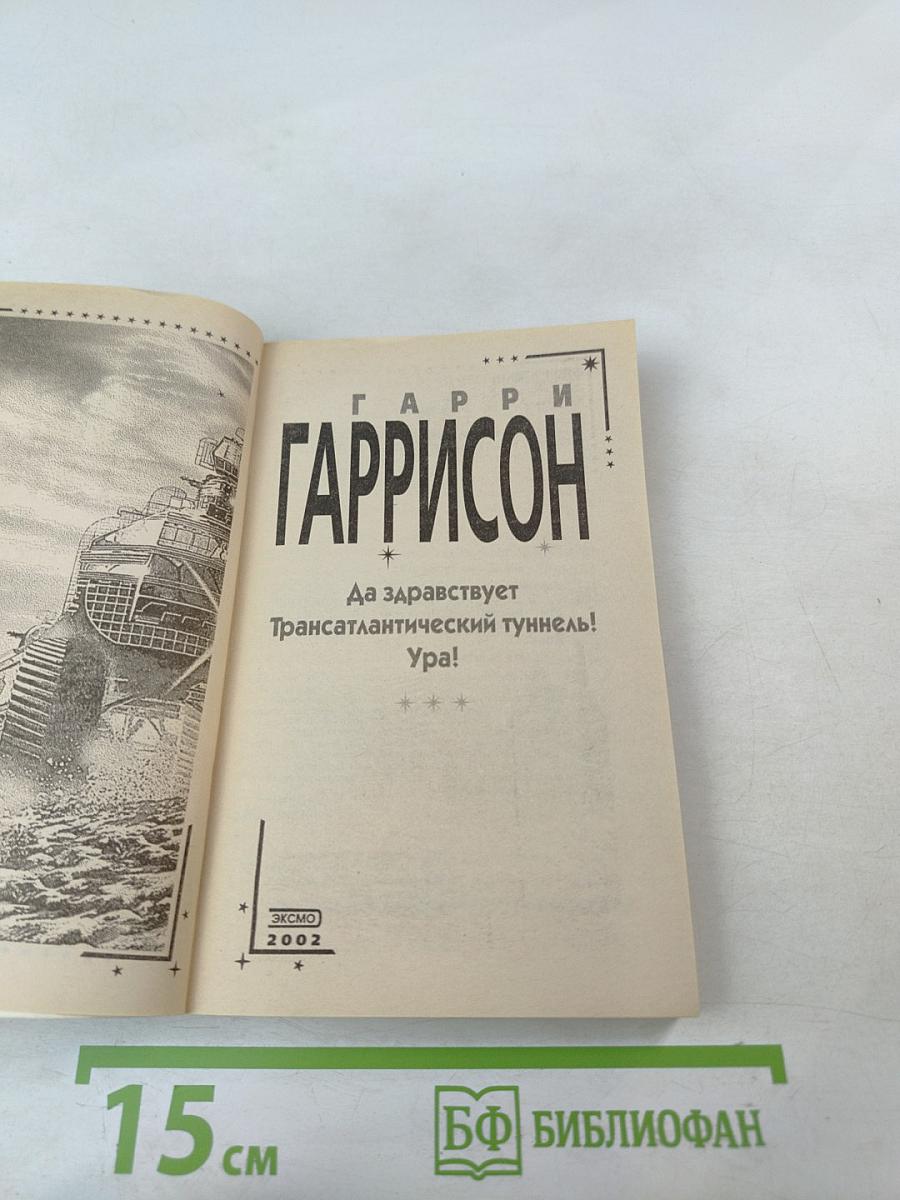 ГАРРИ
ГАРРИСОН
Да здравствует
Трансатлантический туннель!
Ура!
ЭКСМО
2002
15 см
БФ БИБЛИОФАН